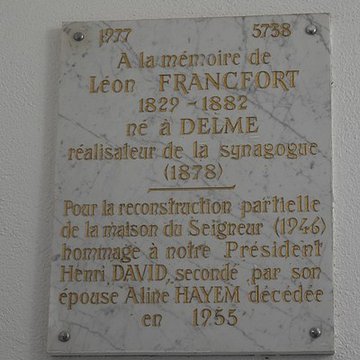 1977 5738
A la mémoire de
Léon FRANCFORT
1829-1882
né à DELME
réalisateur de la synagogue
(1878)
Pour la reconstruction partielle
de la maison du Seigneur (1946)
hommage à notre Président
Henri DAVID, secondé par son
épouse Aline HAYEM décédée
en 1955